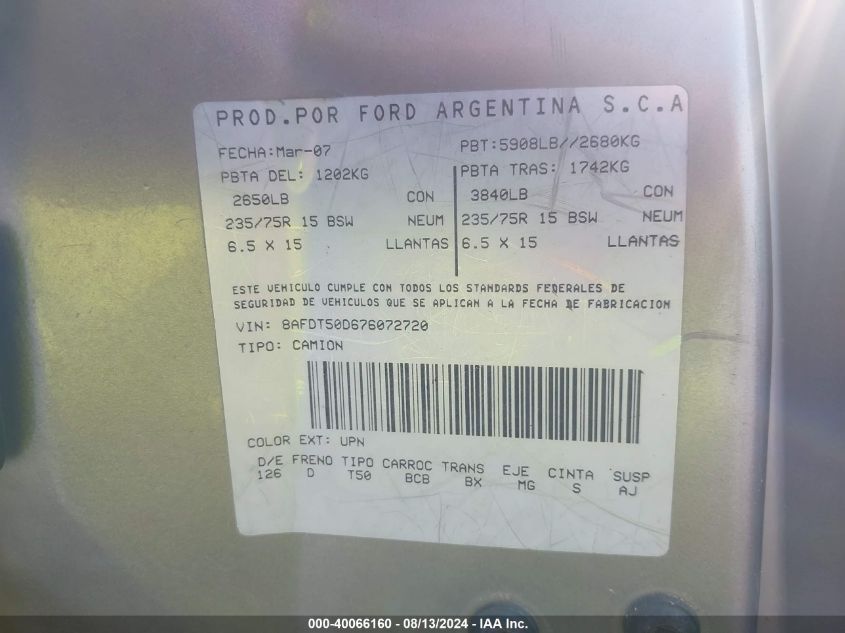 PROD.POR FORD ARGENTINA S.C.A
FECHA:Mar-07 PBT:5908LB//2680KG
PBTA DEL: 1202KG PBTA TRAS: 1742KG
2650LB CON 3840LB CON
235/75R 15 BSW NEUM 235/75R 15 BSW NEUM
6.5 X 15 LLANTAS 6.5 X 15 LLANTAS
ESTE VEHICULO CUMPLE CON TODOS LOS STANDARDS FEDERALES DE
SEGURIDAD DE VEHICULOS QUE SE APLICAN A LA FECHA DE FABRICACION
VIN: 8AFDT50D676072720
TIPO: CAMION
COLOR EXT: UPN
D/E FRENO TIPO CARROC TRANS EJE CINTA SUSP
126 D T50 BCB BX MG S AJ
000-40066160 - 08/13/2024 - IAA Inc.